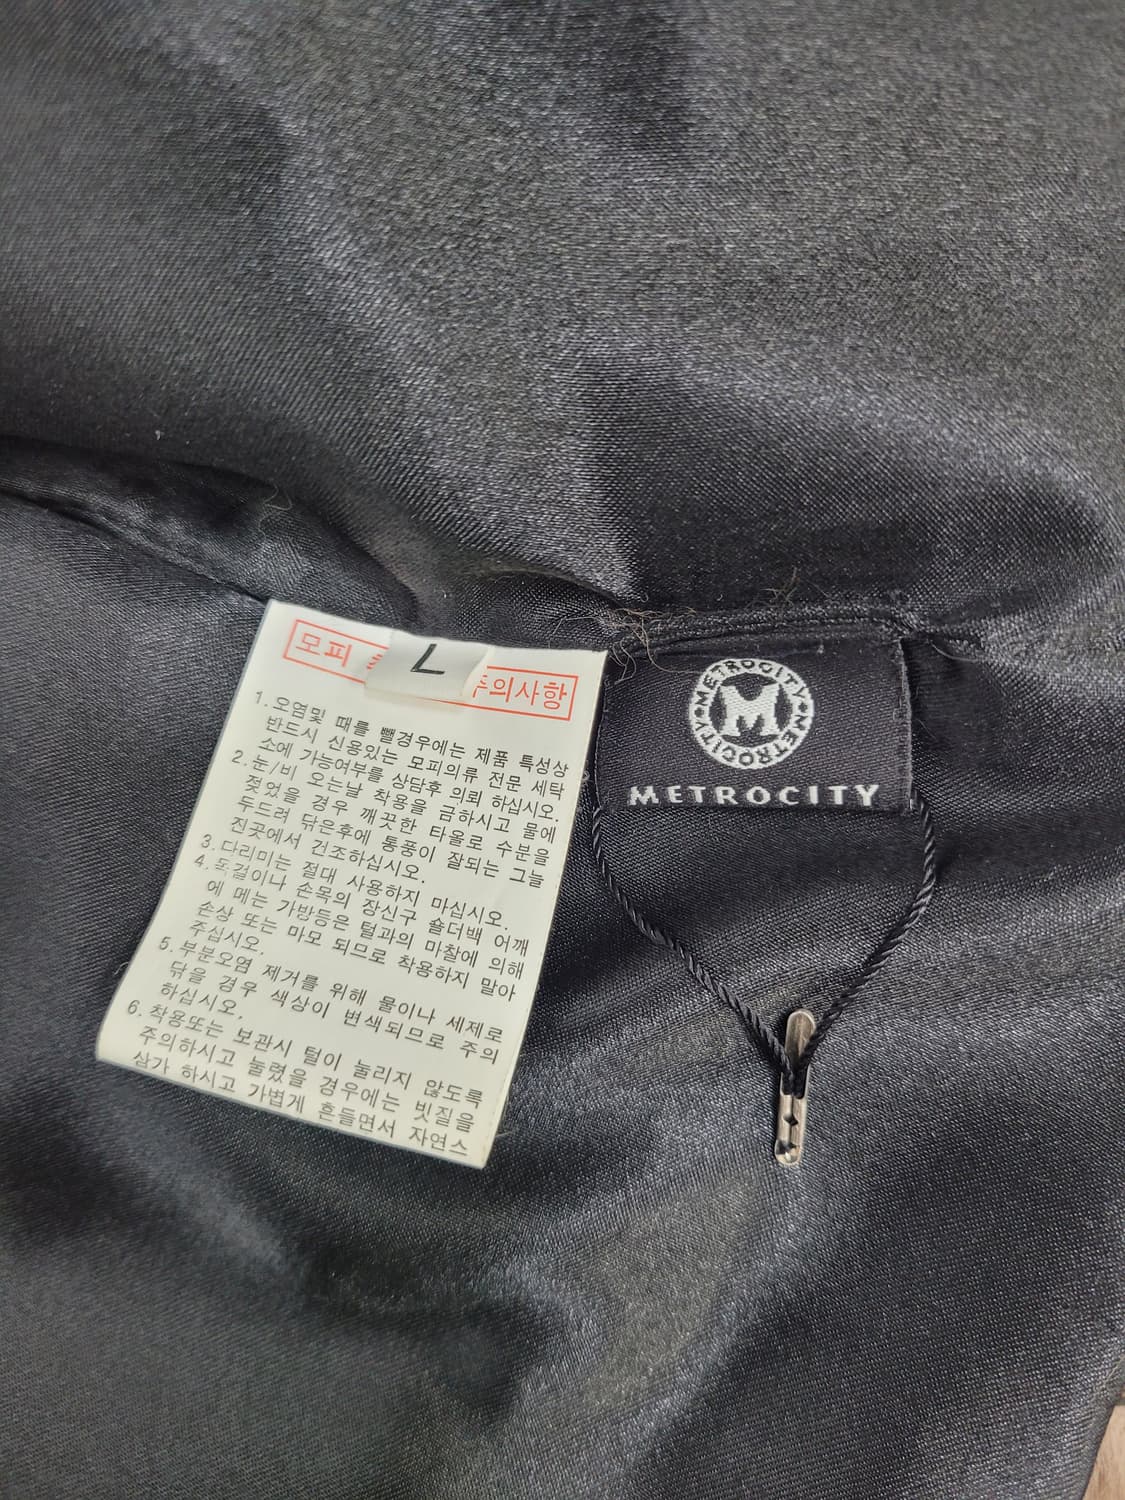 모피
L
주의사항
1. 오염및 때를 뺄경우에는 제품 특성상
반드시 신용있는 모피의류 전문 세탁
소에 가능여부를 상담후 의뢰 하십시오.
2. 눈/비 오는날 착용을 금하시고 물에
젖었을 경우 깨끗한 타올로 수분을
두드려 닦은후에 통풍이 잘되는 그늘
진곳에서 건조하십시오.
3. 다리미는 절대 사용하지 마십시오.
4. 목걸이나 손목의 장신구 숄더백 어깨
에 메는 가방등은 털과의 마찰에 의해
손상 또는 마모 되므로 착용하지 말아
주십시오.
5. 부분오염 제거를 위해 물이나 세제로
닦을 경우 색상이 변색되므로 주의
하십시오.
6. 착용또는 보관시 털이 눌리지 않도록
주의하시고 눌렸을 경우에는 빗질을
삼가 하시고 가볍게 흔들면서 자연스
METROCITY METROCITY
M
METROCITY